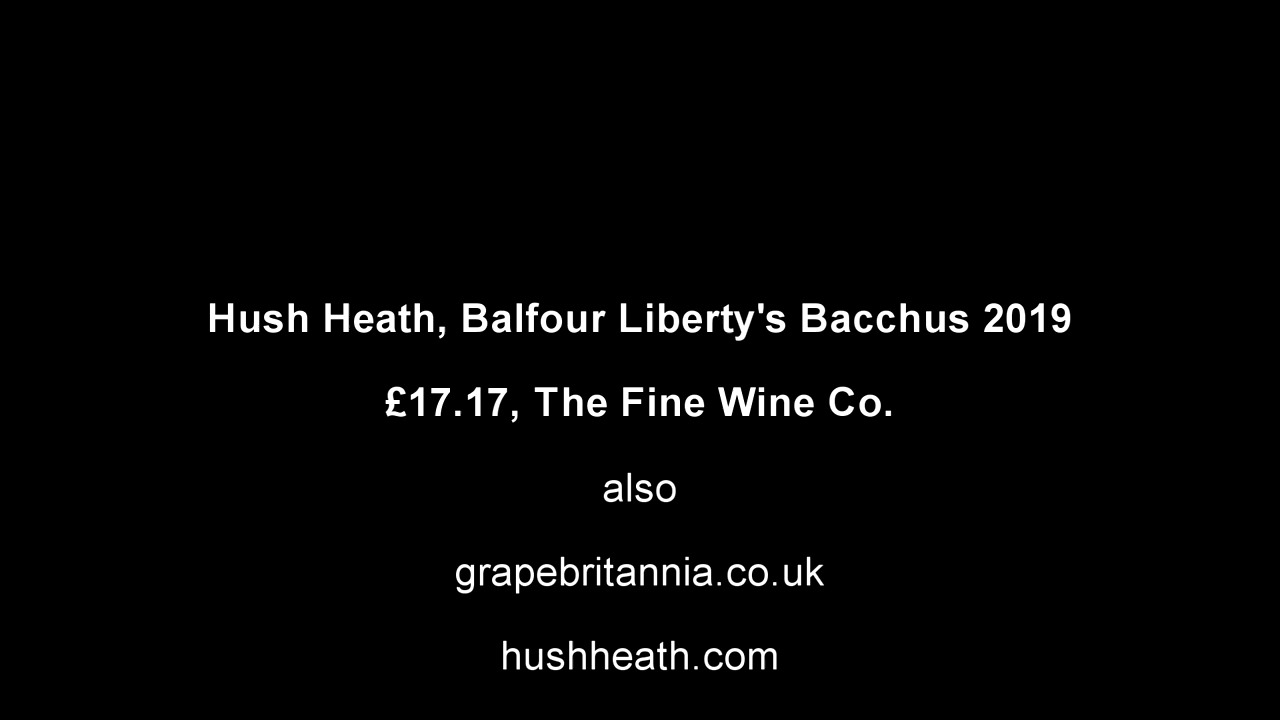 Hush Heath, Balfour Liberty's Bacchus 2019
£17.17, The Fine Wine Co.
also
grapebritannia.co.uk
hushheath.com